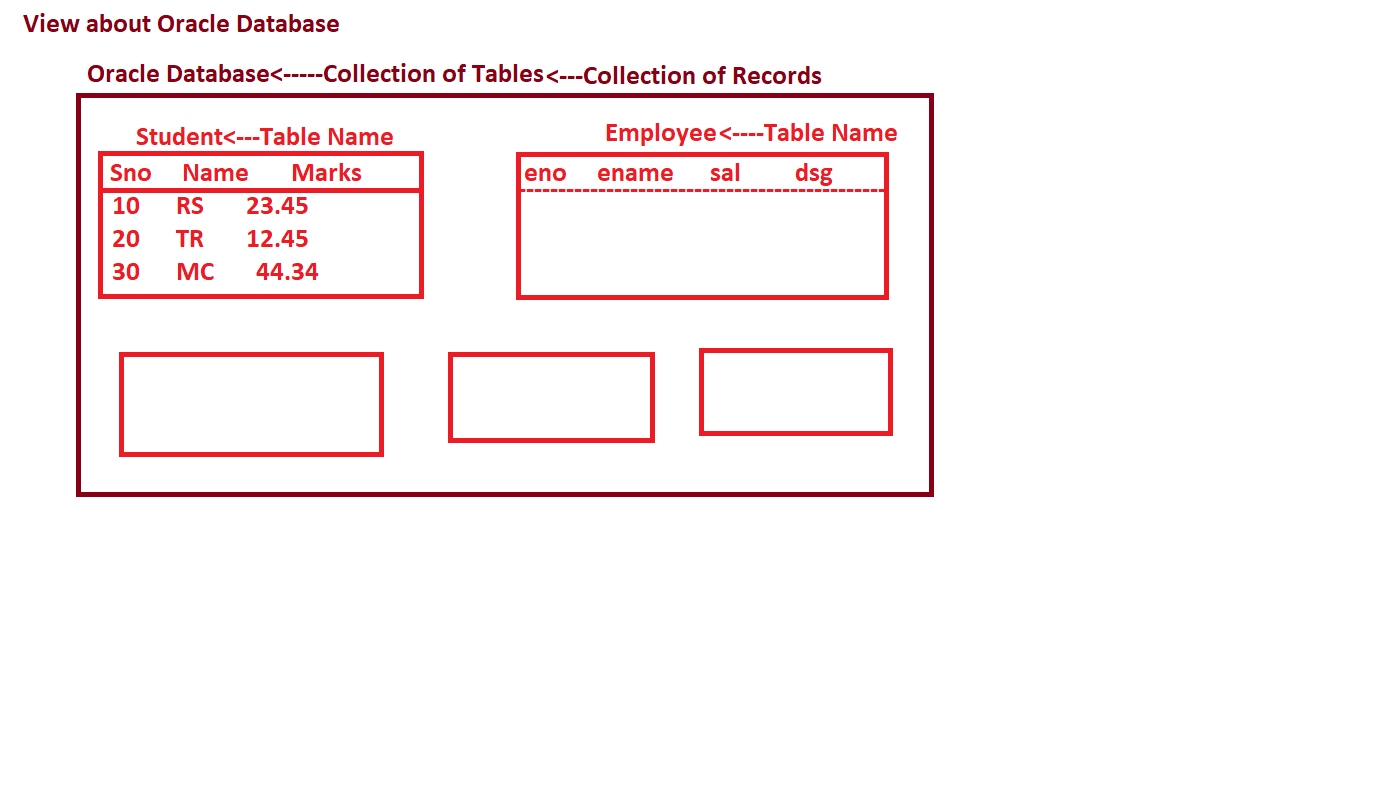 View about Oracle Database
Oracle Database<-----Collection of Tables<---Collection of Records
Student<---Table Name
Sno Name Marks
10 RS 23.45
20 TR 12.45
30 MC 44.34
Employee<----Table Name
eno ename sal dsg